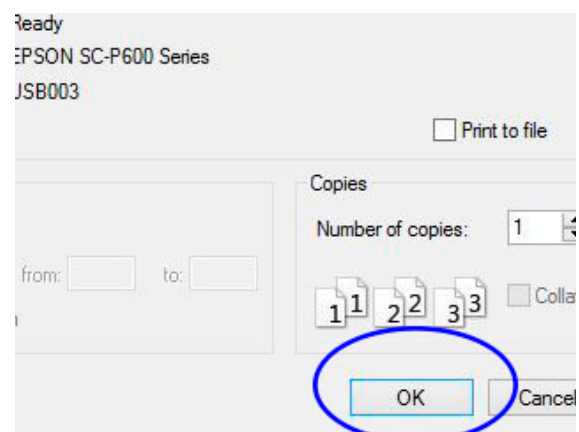 Ready
EPSON SC-P600 Series
USB003
Print to file
Copies
Number of copies: 1
from: to:
1 1 2 2 3 3
OK Cancel